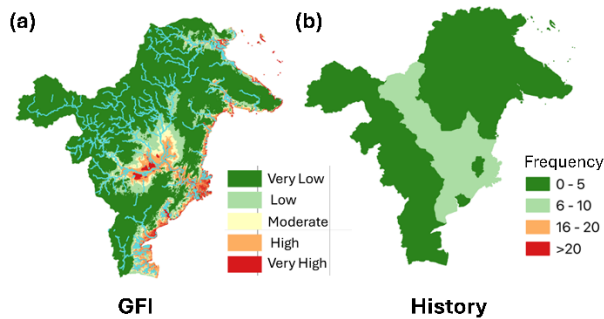 (a)
(b)
Very Low
Low
Moderate
High
Very High
Frequency
0 - 5
6 - 10
16 - 20
>20
GFI
History